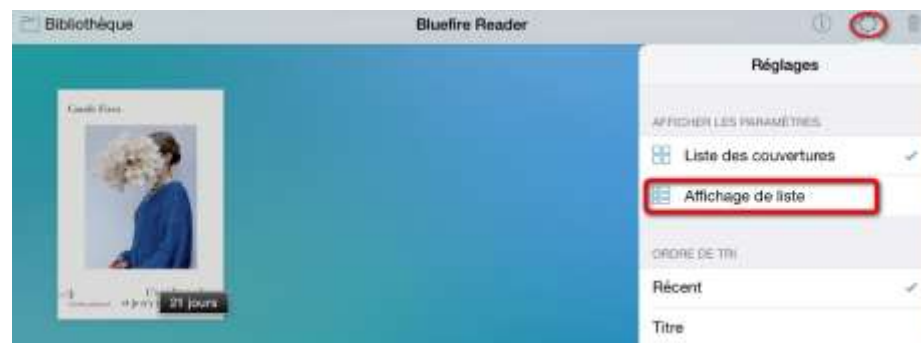 Bibliothèque
Bluefire Reader
Réglages
AFFICHER LES PARAMÈTRES
Liste des couvertures
Affichage de liste
ORDRE DE TRI
Récent
Titre
21 jours